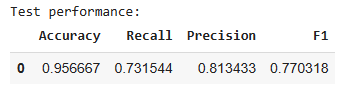 Test performance:
Accuracy Recall Precision F1
0 0.956667 0.731544 0.813433 0.770318